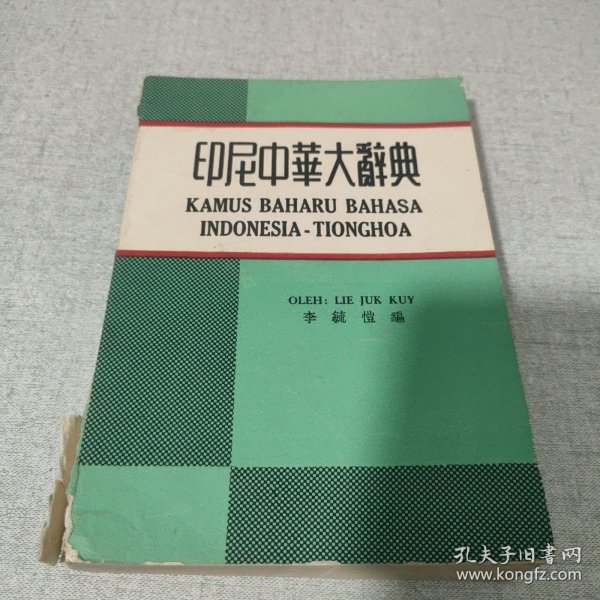 印尼中華大辭典
KAMUS BAHARU BAHASA
INDONESIA - TIONGHOA
OLEH: LIE JUK KUY
李毓愷編
孔夫子旧书网
www.kongfz.com